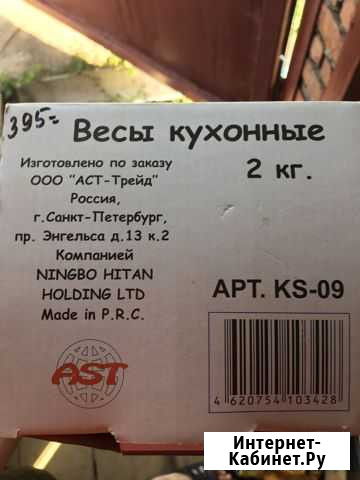 395=
Весы кухонные
2 кг.
Изготовлено по заказу
ООО "АСТ-Трейд"
Россия,
г.Санкт-Петербург,
пр. Энгельса д.13 к.2
Компанией
NINGBO HITAN
HOLDING LTD
Made in P.R.C.
АРТ. KS-09
AST
4 620754 103428
Интернет-
Кабинет.Ру